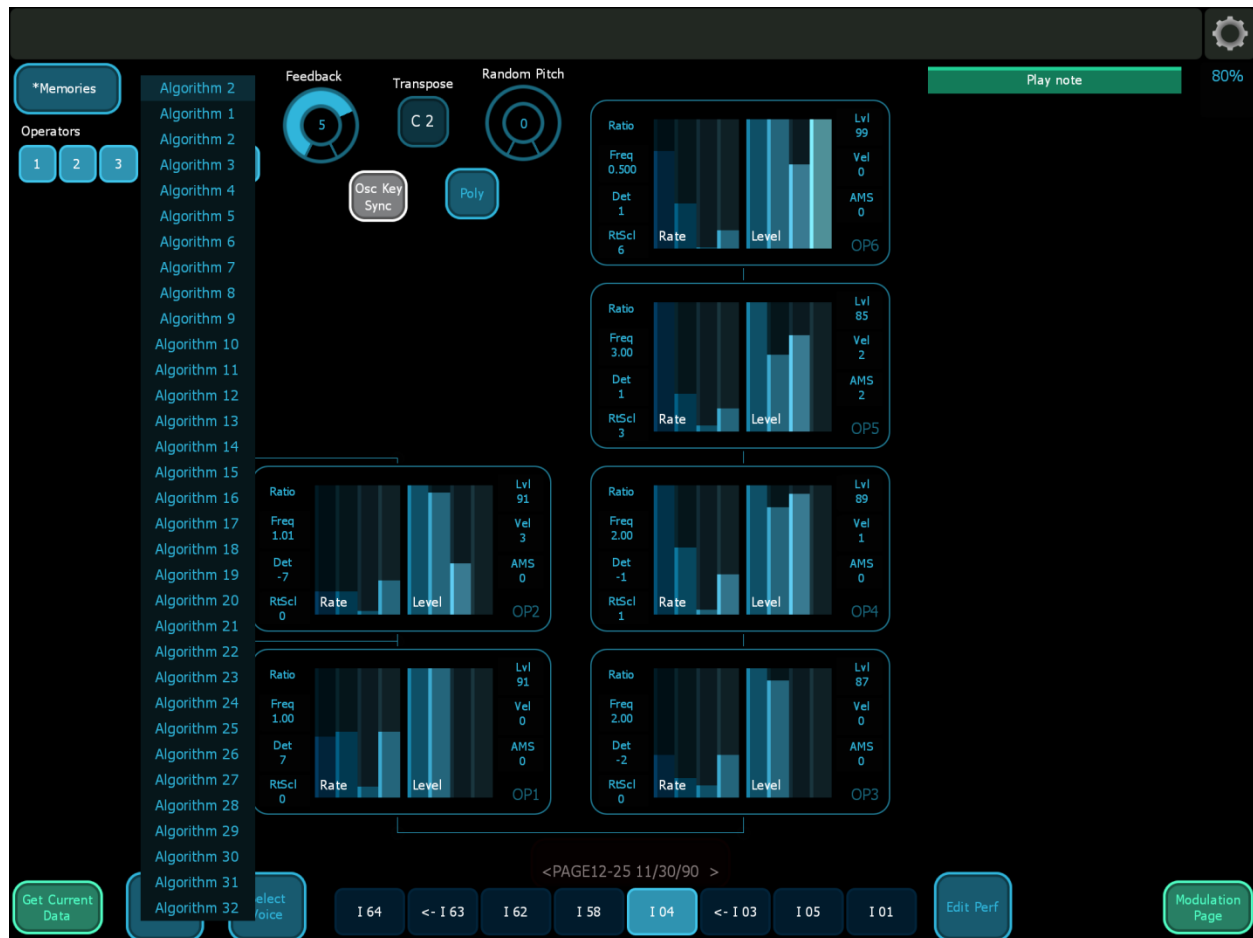 80%
*Memories
Feedback
5
Transpose
C 2
Random Pitch
0
Play note
Operators
1 2 3
Osc Key
Sync
Poly
Algorithm 2
Algorithm 1
Algorithm 2
Algorithm 3
Algorithm 4
Algorithm 5
Algorithm 6
Algorithm 7
Algorithm 8
Algorithm 9
Algorithm 10
Algorithm 11
Algorithm 12
Algorithm 13
Algorithm 14
Algorithm 15
Algorithm 16
Algorithm 17
Algorithm 18
Algorithm 19
Algorithm 20
Algorithm 21
Algorithm 22
Algorithm 23
Algorithm 24
Algorithm 25
Algorithm 26
Algorithm 27
Algorithm 28
Algorithm 29
Algorithm 30
Algorithm 31
Algorithm 32
Ratio
Freq
0.500
Det
1
RtScl
6
Rate
Level
Lvl
99
Vel
0
AMS
0
OP6
Ratio
Freq
3.00
Det
1
RtScl
3
Rate
Level
Lvl
85
Vel
2
AMS
2
OP5
Ratio
Freq
1.01
Det
-7
RtScl
0
Rate
Level
Lvl
91
Vel
3
AMS
0
OP2
Ratio
Freq
2.00
Det
-1
RtScl
1
Rate
Level
Lvl
89
Vel
1
AMS
0
OP4
Ratio
Freq
1.00
Det
7
RtScl
0
Rate
Level
Lvl
91
Vel
0
AMS
0
OP1
Ratio
Freq
2.00
Det
-2
RtScl
0
Rate
Level
Lvl
87
Vel
0
AMS
0
OP3
<PAGE12-25 11/30/90 >
Get Current
Data
Voice
I 64
<- I 63
I 62
I 58
I 04
<- I 03
I 05
I 01
Edit Perf
Modulation
Page